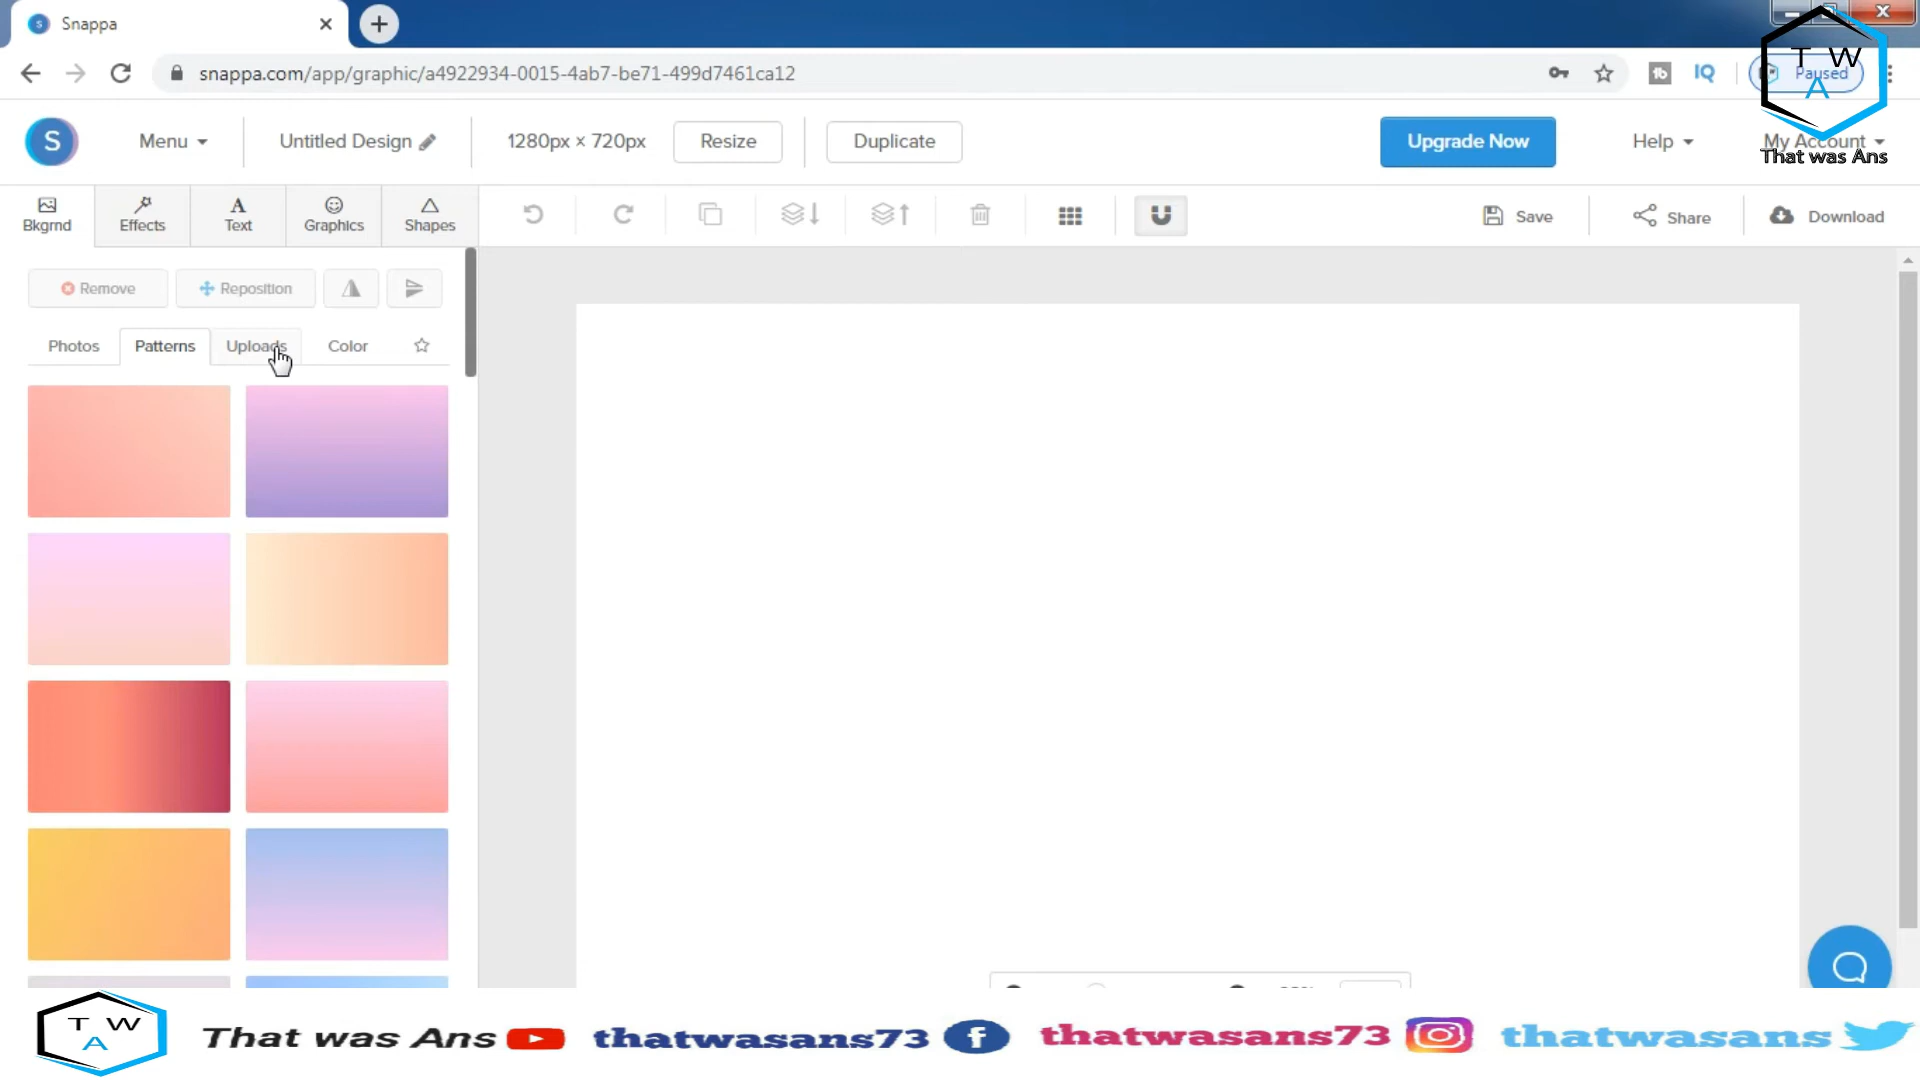 Snappa
snappa.com/app/graphic/a4922934-0015-4ab7-be71-499d7461ca12
IQ
Paused
T W
A
That was Ans
S
Menu
Untitled Design
1280px × 720px
Resize
Duplicate
Upgrade Now
Help
My Account
Bkgrnd
Effects
Text
Graphics
Shapes
Save
Share
Download
Remove
Reposition
Photos
Patterns
Uploads
Color
T W
A
That was Ans
thatwasans73
thatwasans73
thatwasans